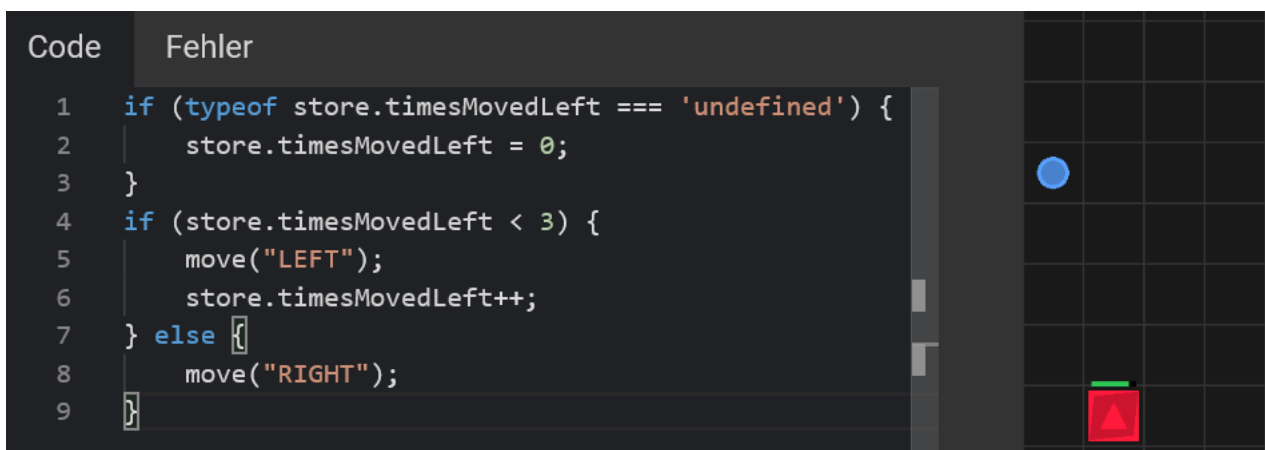 Code Fehler
1 if (typeof store.timesMovedLeft === 'undefined') {
2     store.timesMovedLeft = 0;
3 }
4 if (store.timesMovedLeft < 3) {
5     move("LEFT");
6     store.timesMovedLeft++;
7 } else {
8     move("RIGHT");
9 }